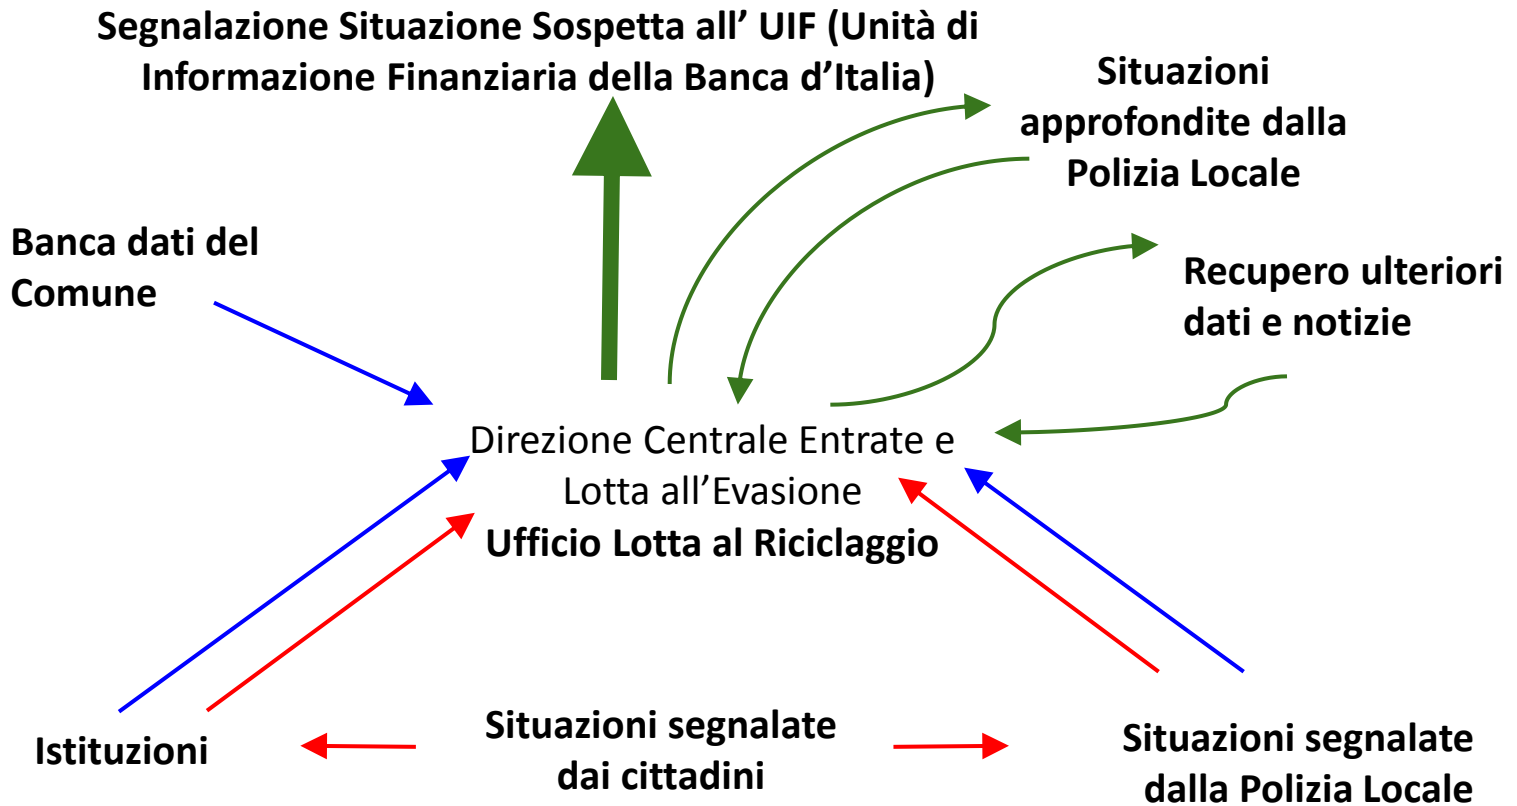 Segnalazione Situazione Sospetta all’ UIF (Unità di
Informazione Finanziaria della Banca d’Italia)
Situazioni
approfondite dalla
Polizia Locale
Banca dati del
Comune
Recupero ulteriori
dati e notizie
Direzione Centrale Entrate e
Lotta all’Evasione
Ufficio Lotta al Riciclaggio
Istituzioni
Situazioni segnalate
dai cittadini
Situazioni segnalate
dalla Polizia Locale